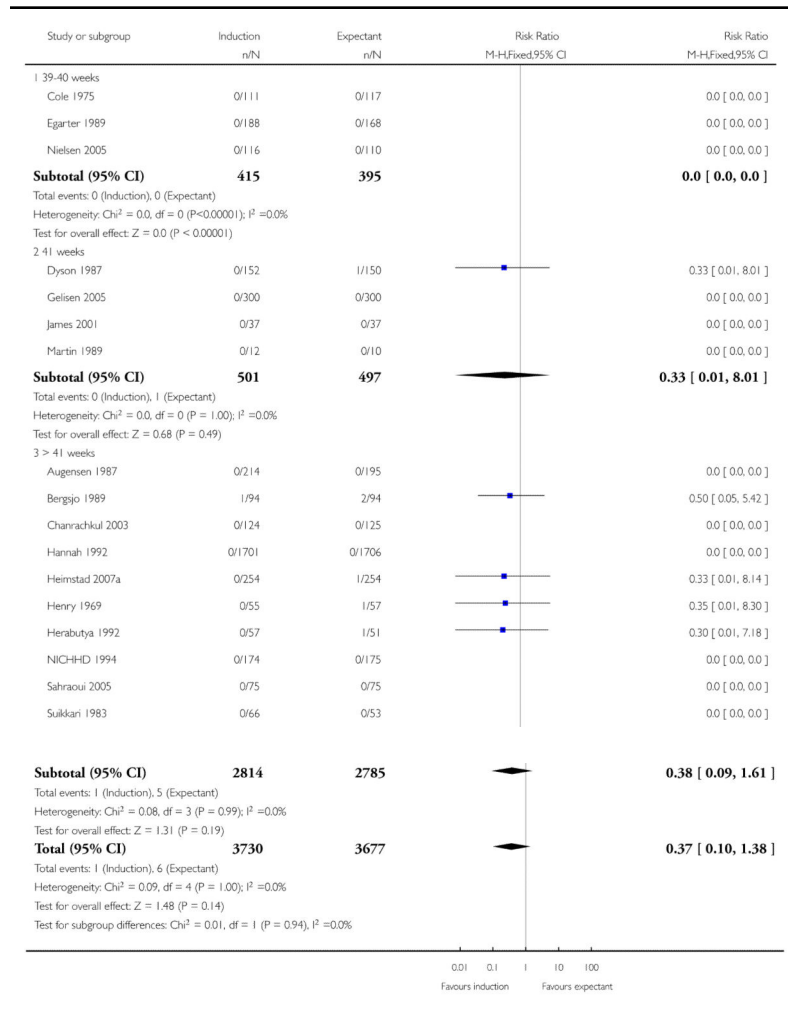 Study or subgroup Induction Expectant Risk Ratio Risk Ratio
n/N n/N M-H,Fixed,95% CI M-H,Fixed,95% CI
1 39-40 weeks
Cole 1975 0/111 0/117 0.0 [ 0.0, 0.0 ]
Egarter 1989 0/188 0/168 0.0 [ 0.0, 0.0 ]
Nielsen 2005 0/116 0/110 0.0 [ 0.0, 0.0 ]
Subtotal (95% CI) 415 395 0.0 [ 0.0, 0.0 ]
Total events: 0 (Induction), 0 (Expectant)
Heterogeneity: Chi² = 0.0, df = 0 (P<0.00001); I² =0.0%
Test for overall effect: Z = 0.0 (P < 0.00001)
2 41 weeks
Dyson 1987 0/152 1/150 0.33 [ 0.01, 8.01 ]
Gelisen 2005 0/300 0/300 0.0 [ 0.0, 0.0 ]
James 2001 0/37 0/37 0.0 [ 0.0, 0.0 ]
Martin 1989 0/12 0/10 0.0 [ 0.0, 0.0 ]
Subtotal (95% CI) 501 497 0.33 [ 0.01, 8.01 ]
Total events: 0 (Induction), 1 (Expectant)
Heterogeneity: Chi² = 0.0, df = 0 (P = 1.00); I² =0.0%
Test for overall effect: Z = 0.68 (P = 0.49)
3 > 41 weeks
Augensen 1987 0/214 0/195 0.0 [ 0.0, 0.0 ]
Bergsjo 1989 1/94 2/94 0.50 [ 0.05, 5.42 ]
Chanrachkul 2003 0/124 0/125 0.0 [ 0.0, 0.0 ]
Hannah 1992 0/1701 0/1706 0.0 [ 0.0, 0.0 ]
Heimstad 2007a 0/254 1/254 0.33 [ 0.01, 8.14 ]
Henry 1969 0/55 1/57 0.35 [ 0.01, 8.30 ]
Herabutya 1992 0/57 1/51 0.30 [ 0.01, 7.18 ]
NICHHD 1994 0/174 0/175 0.0 [ 0.0, 0.0 ]
Sahraoui 2005 0/75 0/75 0.0 [ 0.0, 0.0 ]
Suikkari 1983 0/66 0/53 0.0 [ 0.0, 0.0 ]
Subtotal (95% CI) 2814 2785 0.38 [ 0.09, 1.61 ]
Total events: 1 (Induction), 5 (Expectant)
Heterogeneity: Chi² = 0.08, df = 3 (P = 0.99); I² =0.0%
Test for overall effect: Z = 1.31 (P = 0.19)
Total (95% CI) 3730 3677 0.37 [ 0.10, 1.38 ]
Total events: 1 (Induction), 6 (Expectant)
Heterogeneity: Chi² = 0.09, df = 4 (P = 1.00); I² =0.0%
Test for overall effect: Z = 1.48 (P = 0.14)
Test for subgroup differences: Chi² = 0.01, df = 1 (P = 0.94), I² =0.0%
0.01 0.1 1 10 100
Favours induction Favours expectant